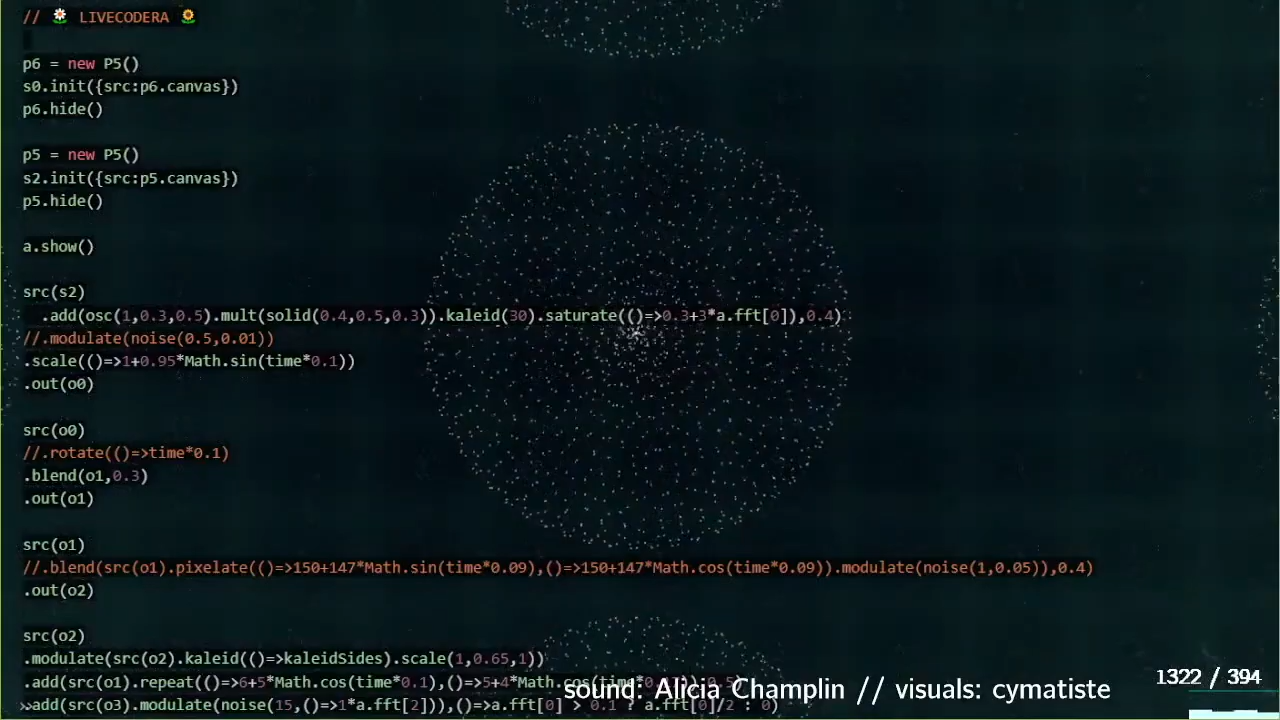 // 🌼 LIVECODERA 🌻
p6 = new P5()
s0.init({src:p6.canvas})
p6.hide()
p5 = new P5()
s2.init({src:p5.canvas})
p5.hide()
a.show()
src(s2)
.add(osc(1,0.3,0.5).mult(solid(0.4,0.5,0.3)).kaleid(30).saturate(()=>0.3+3*a.fft[0]),0.4)
//.modulate(noise(0.5,0.01))
.scale(()=>1+0.95*Math.sin(time*0.1))
.out(o0)
src(o0)
//.rotate(()=>time*0.1)
.blend(o1,0.3)
.out(o1)
src(o1)
//.blend(src(o1).pixelate(()=>150+147*Math.sin(time*0.09),()=>150+147*Math.cos(time*0.09)).modulate(noise(1,0.05)),0.4)
.out(o2)
src(o2)
.modulate(src(o2).kaleid(()=>kaleidSides).scale(1,0.65,1))
.add(src(o1).repeat(()=>6+5*Math.cos(time*0.1),()=>5+4*Math.cos(time
»add(src(o3).modulate(noise(15,()=>1*a.fft[2])),()=>a.fft[0] > 0.1 ? a.fft[0]/2 : 0)
sound: Alicia Champlin // visuals: cymatiste
1322 / 394